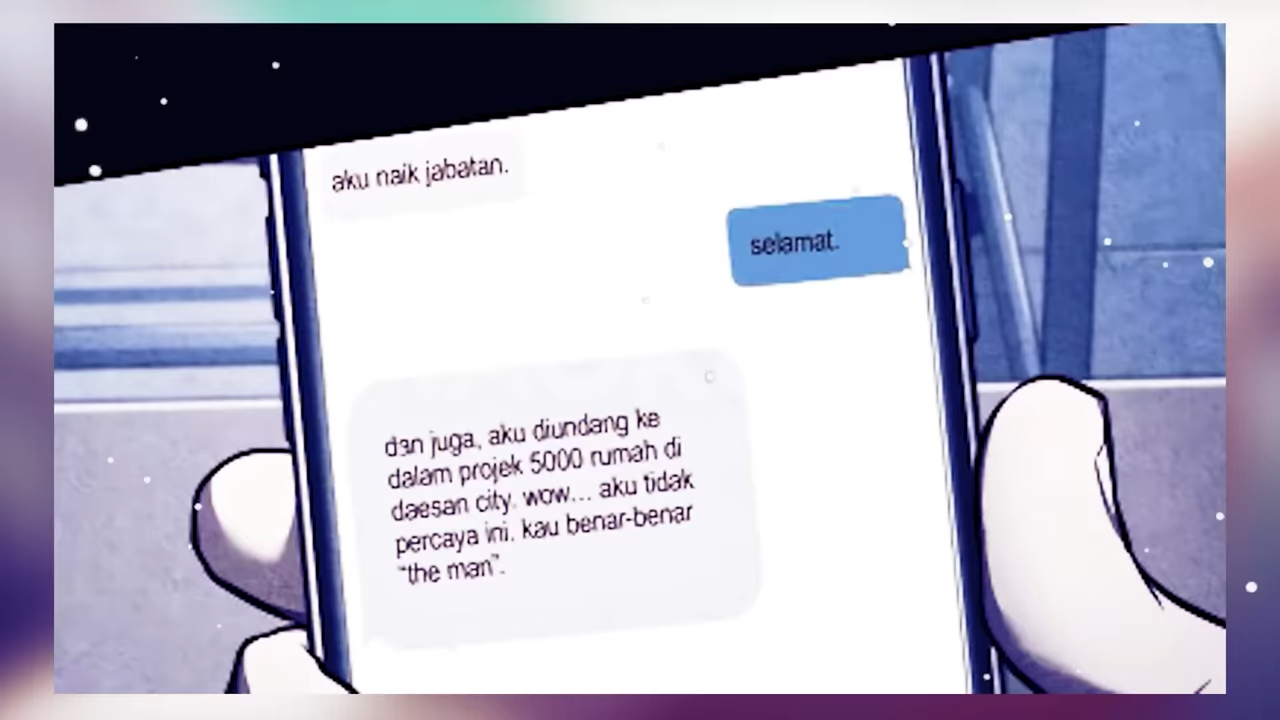 aku naik jabatan.
selamat.
dan juga, aku diundang ke
dalam projek 5000 rumah di
daesan city. wow... aku tidak
percaya ini. kau benar-benar
"the man".